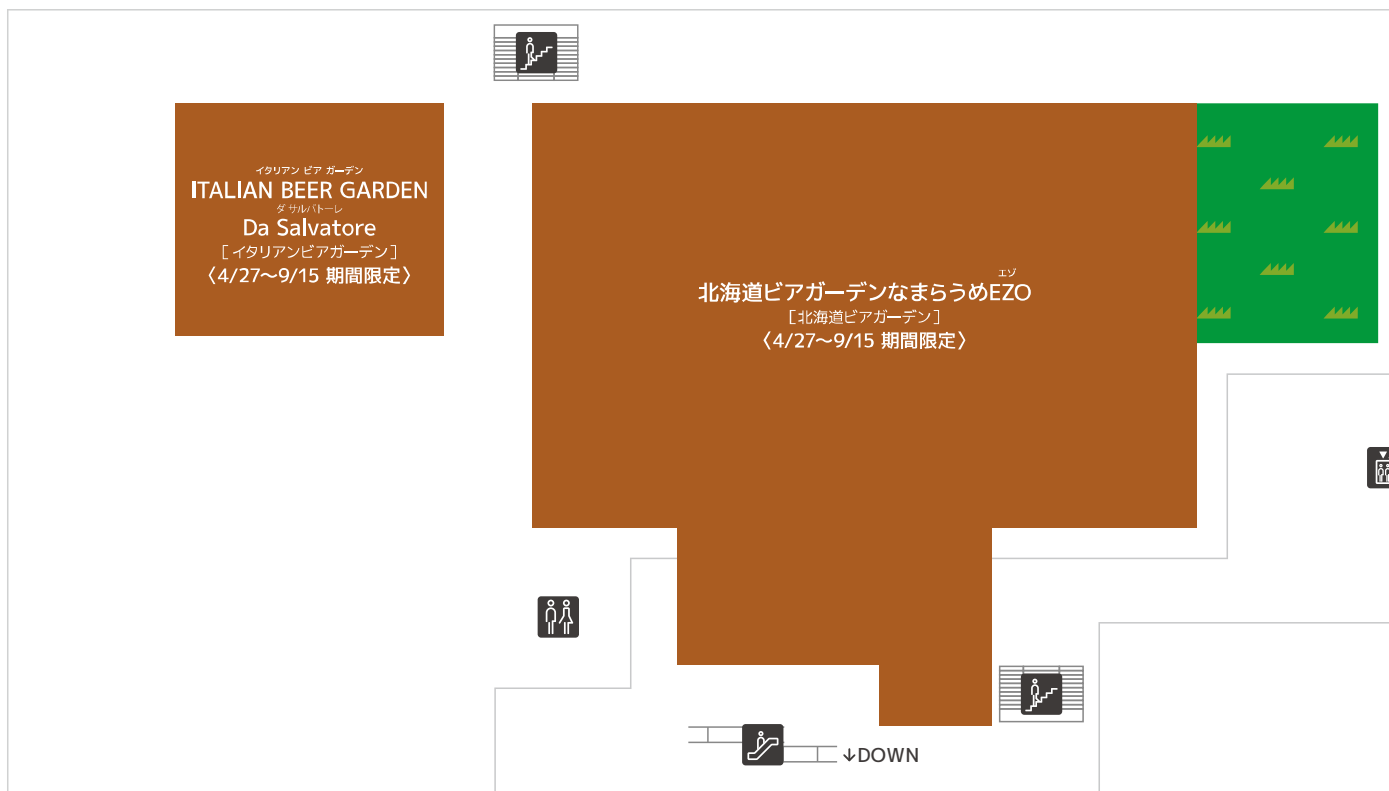 イタリアン ビア ガーデン
ITALIAN BEER GARDEN
ダ サルバトーレ
Da Salvatore
[イタリアンビアガーデン]
〈4/27〜9/15 期間限定〉
エゾ
北海道ビアガーデンなまらうめEZO
[北海道ビアガーデン]
〈4/27〜9/15 期間限定〉
↓DOWN